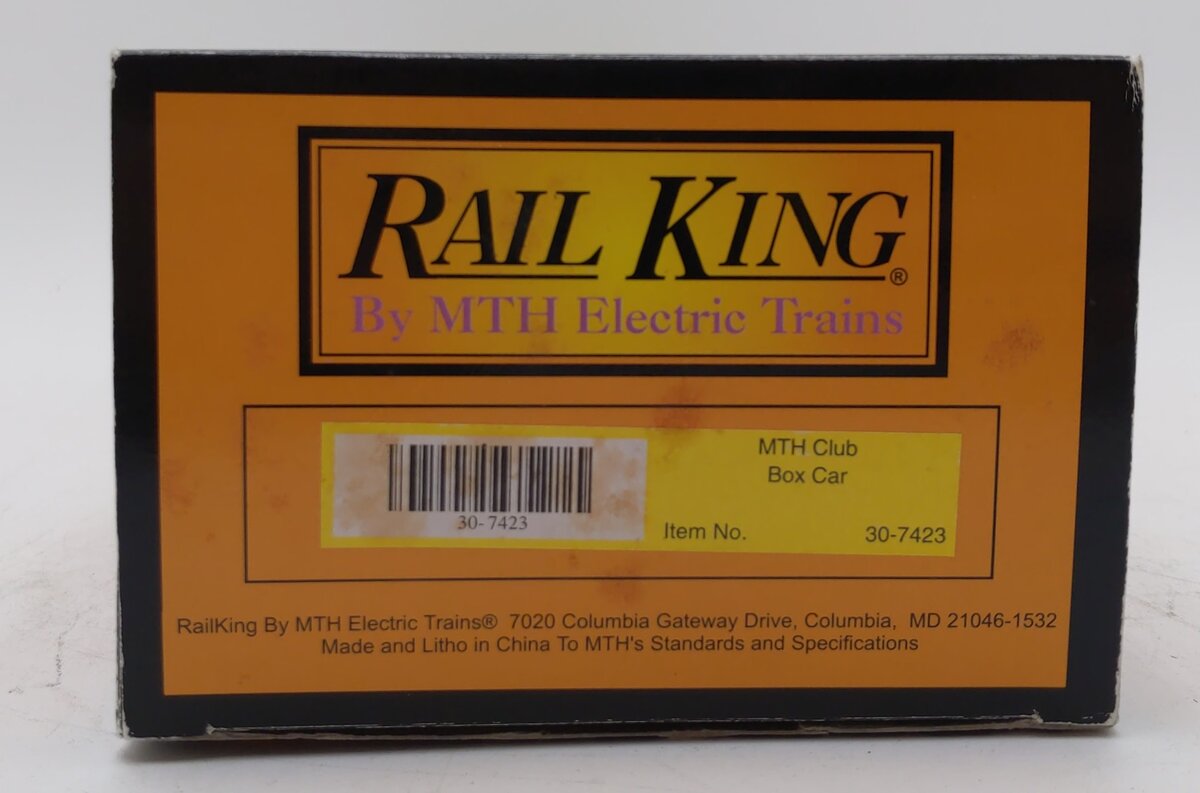 RAIL KING®
By MTH Electric Trains
MTH Club
Box Car
30-7423
Item No. 30-7423
RailKing By MTH Electric Trains® 7020 Columbia Gateway Drive, Columbia, MD 21046-1532
Made and Litho in China To MTH's Standards and Specifications